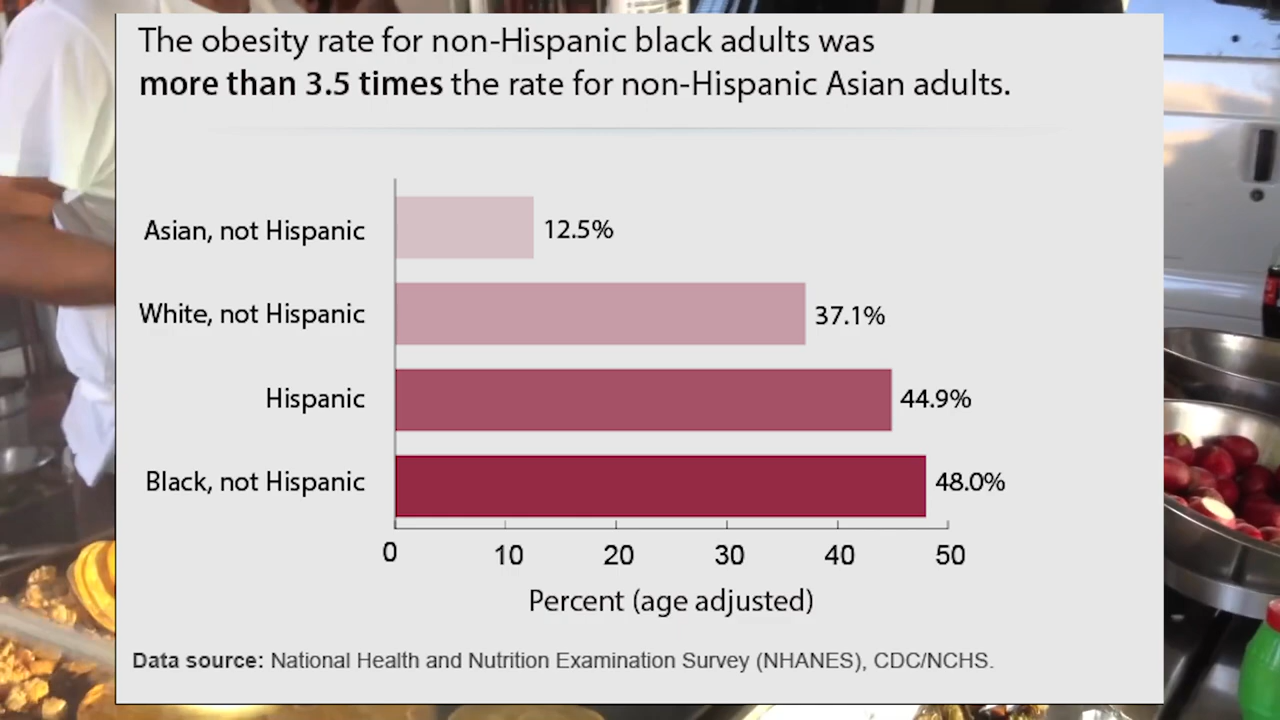 The obesity rate for non-Hispanic black adults was
more than 3.5 times the rate for non-Hispanic Asian adults.
Asian, not Hispanic 12.5%
White, not Hispanic 37.1%
Hispanic 44.9%
Black, not Hispanic 48.0%
0 10 20 30 40 50
Percent (age adjusted)
Data source: National Health and Nutrition Examination Survey (NHANES), CDC/NCHS.